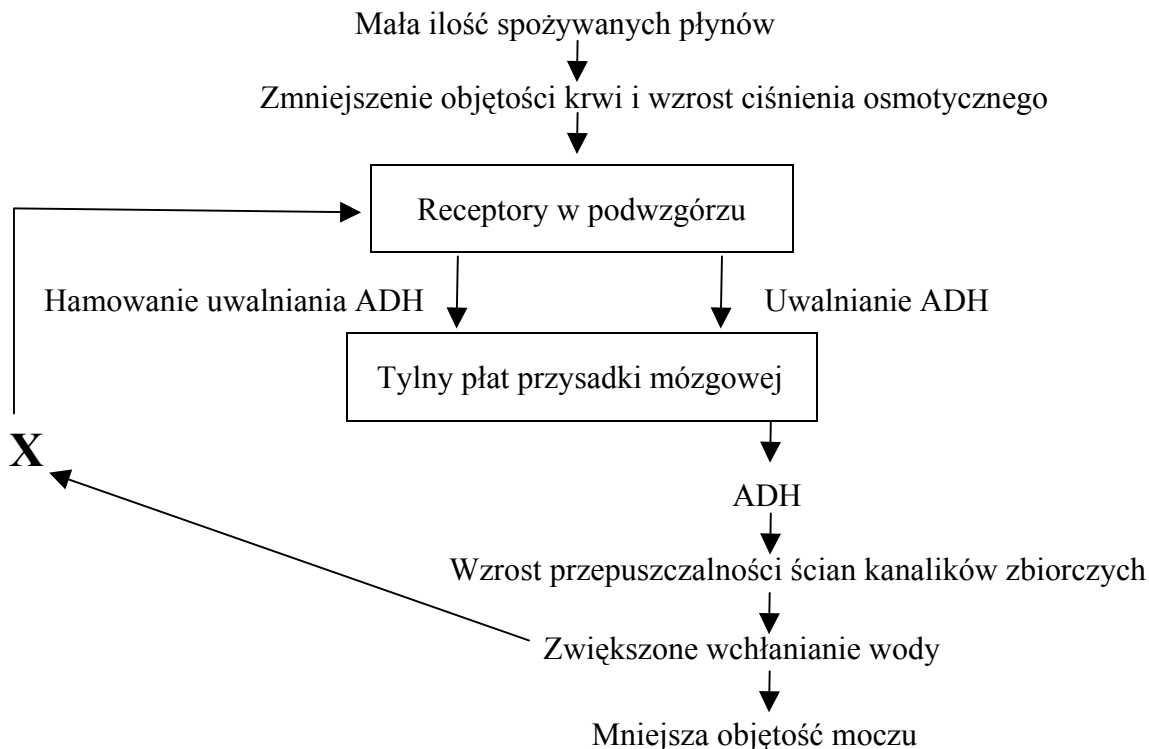 Mała ilość spożywanych płynów
Zmniejszenie objętości krwi i wzrost ciśnienia osmotycznego
Receptory w podwzgórzu
Hamowanie uwalniania ADH
Uwalnianie ADH
Tylny płat przysadki mózgowej
X
ADH
Wzrost przepuszczalności ścian kanalików zbiorczych
Zwiększone wchłanianie wody
Mniejsza objętość moczu